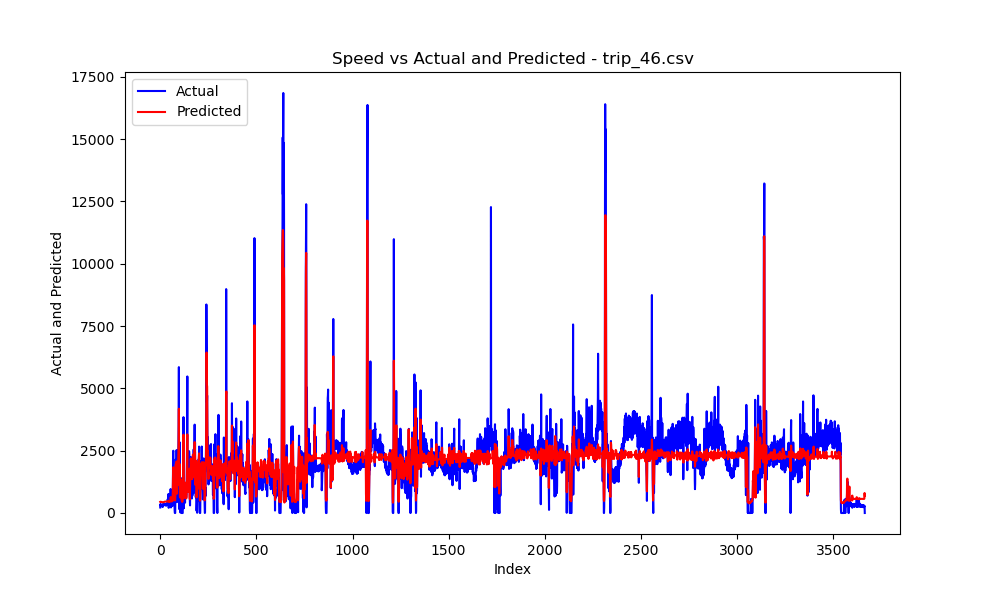 Speed vs Actual and Predicted - trip_46.csv
Actual
Predicted
Actual and Predicted
17500
15000
12500
10000
7500
5000
2500
0
0 500 1000 1500 2000 2500 3000 3500
Index